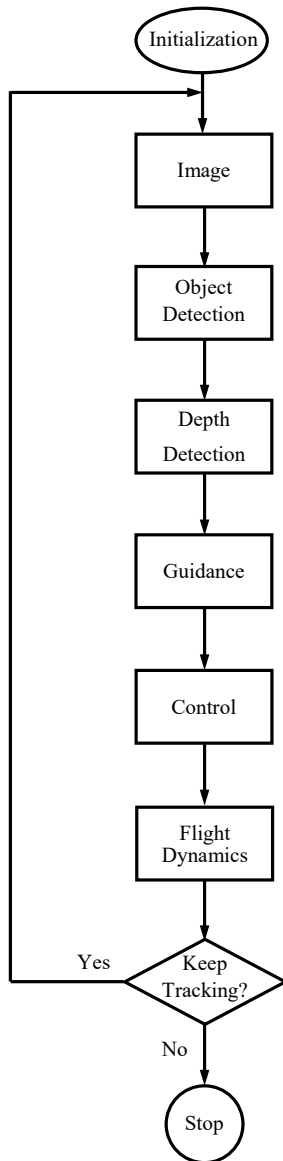 Initialization
Image
Object
Detection
Depth
Detection
Guidance
Control
Flight
Dynamics
Keep
Tracking?
Yes
No
Stop